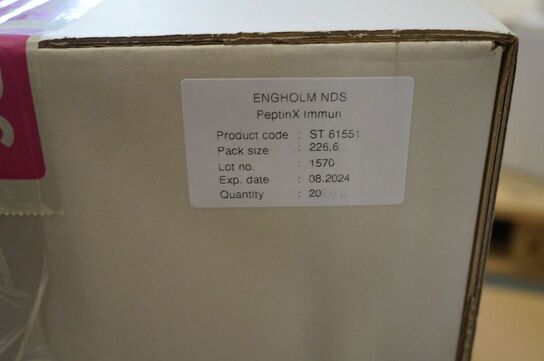 ENGHOLM NDS
PeptinX Immun
Product code : ST 61551
Pack size : 226,6
Lot no. : 1570
Exp. date : 08.2024
Quantity : 20